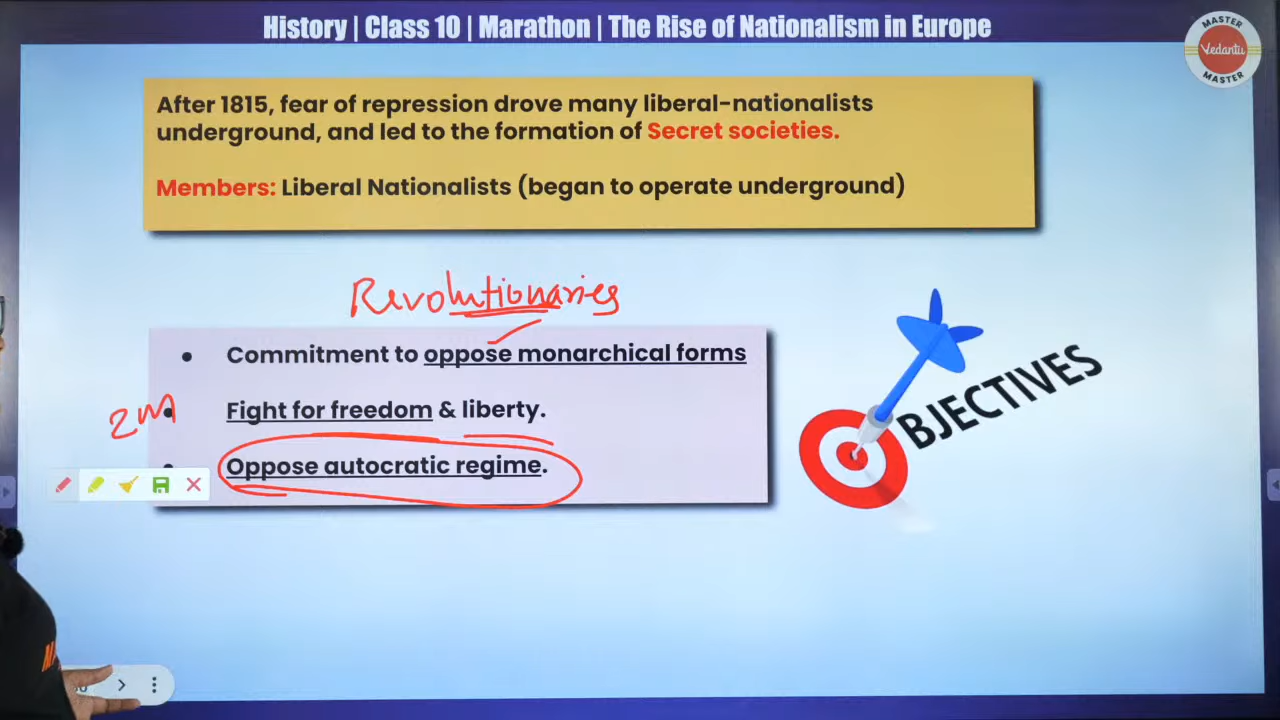 History | Class 10 | Marathon | The Rise of Nationalism in Europe
MASTER
Vedantu
MASTER
After 1815, fear of repression drove many liberal-nationalists
underground, and led to the formation of Secret societies.
Members: Liberal Nationalists (began to operate underground)
Revolutionaries
• Commitment to oppose monarchical forms
2M
• Fight for freedom & liberty.
• Oppose autocratic regime.
BJECTIVES